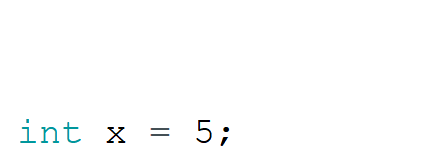 int x = 5;